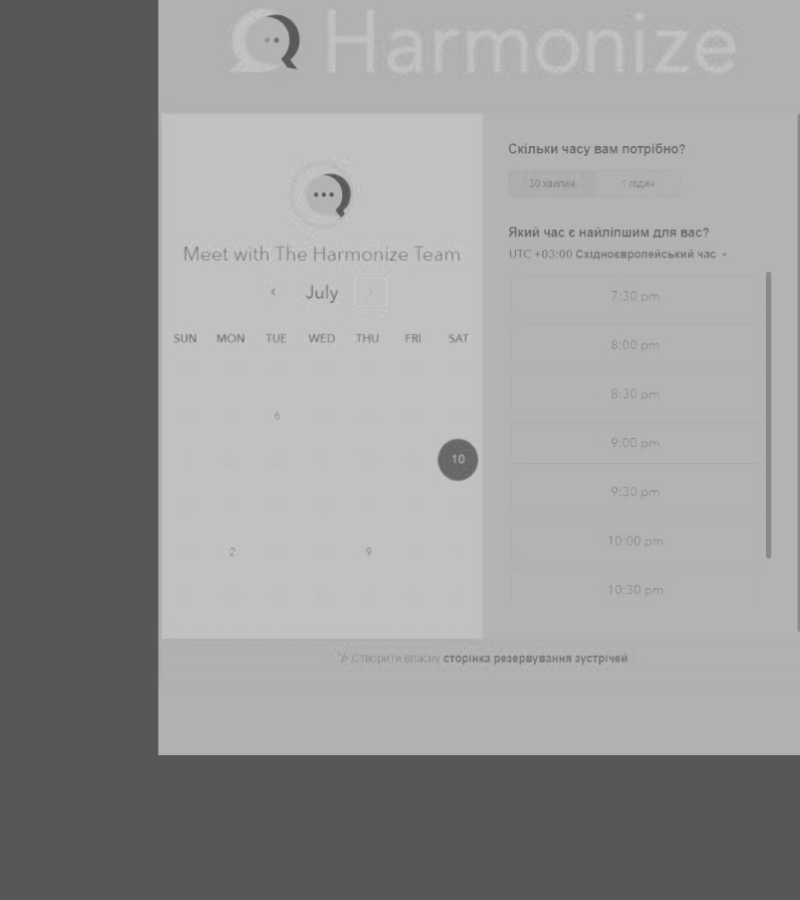 Harmonize
Meet with The Harmonize Team
July
SUN MON TUE WED THU FRI SAT
6
10
2 9
Скільки часу вам потрібно?
30 хвилин 1 годин
Який час є найліпшим для вас?
UTC +03:00 Східноєвропейський час
7:30 pm
8:00 pm
8:30 pm
9:00 pm
9:30 pm
10:00 pm
10:30 pm
Створити власну сторінка резервування зустрічей